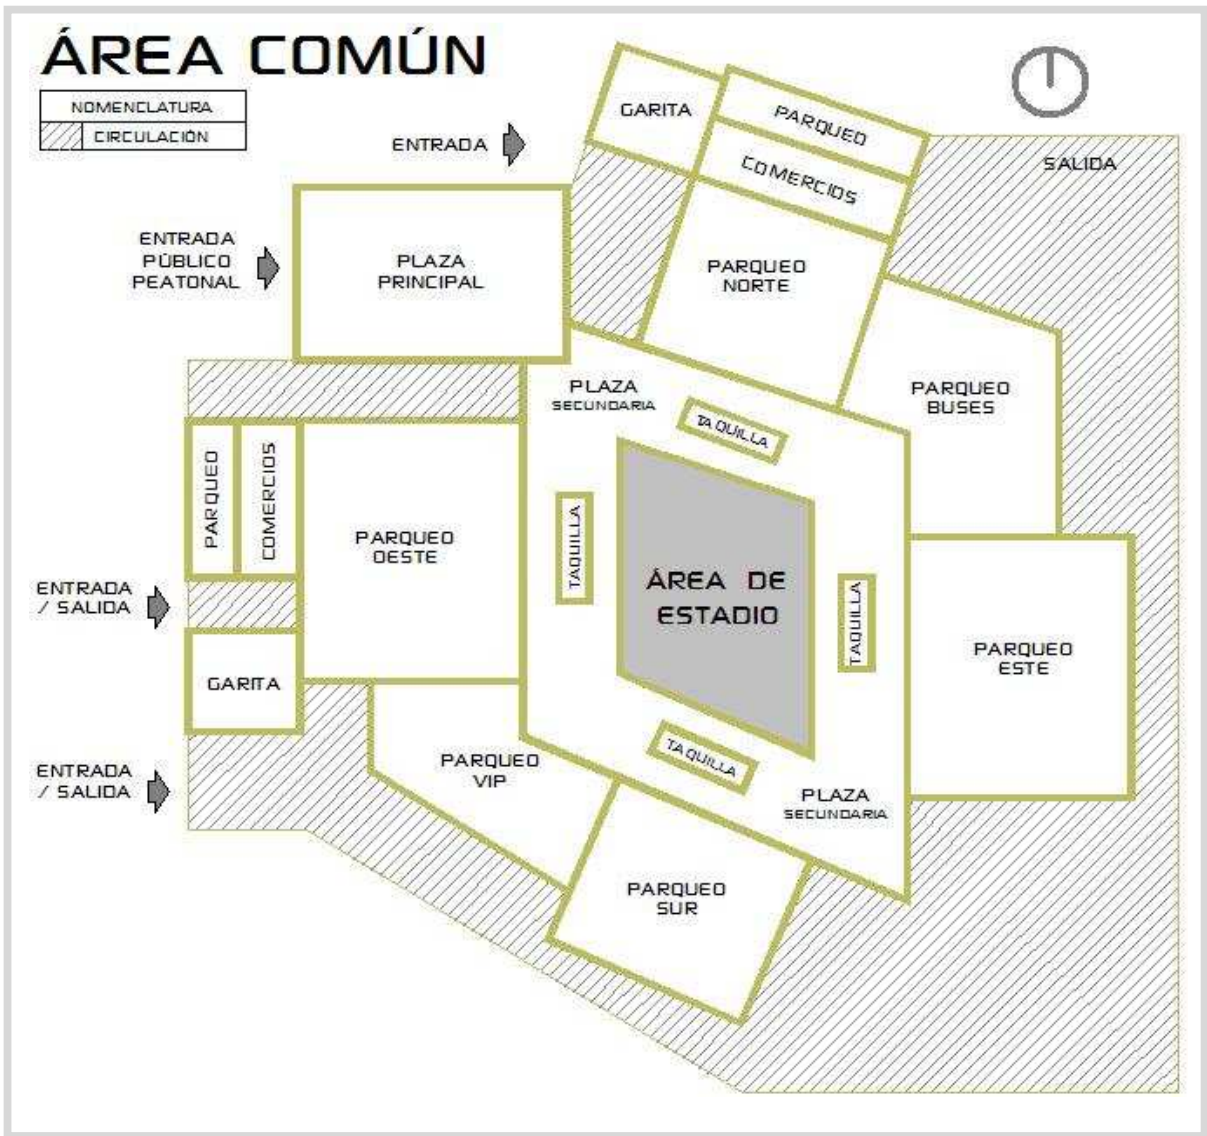 ÁREA COMÚN
NOMENCLATURA
CIRCULACIÓN
ENTRADA
GARITA
PARQUEO
COMERCIOS
SALIDA
ENTRADA
PÚBLICO
PEATONAL
PLAZA
PRINCIPAL
PARQUEO
NORTE
PLAZA
SECUNDARIA
TAQUILLA
PARQUEO
BUSES
PARQUEO
COMERCIOS
PARQUEO
OESTE
TAQUILLA
ÁREA DE
ESTADIO
TAQUILLA
ENTRADA
/ SALIDA
PARQUEO
ESTE
GARITA
ENTRADA
/ SALIDA
PARQUEO
VIP
TAQUILLA
PLAZA
SECUNDARIA
PARQUEO
SUR